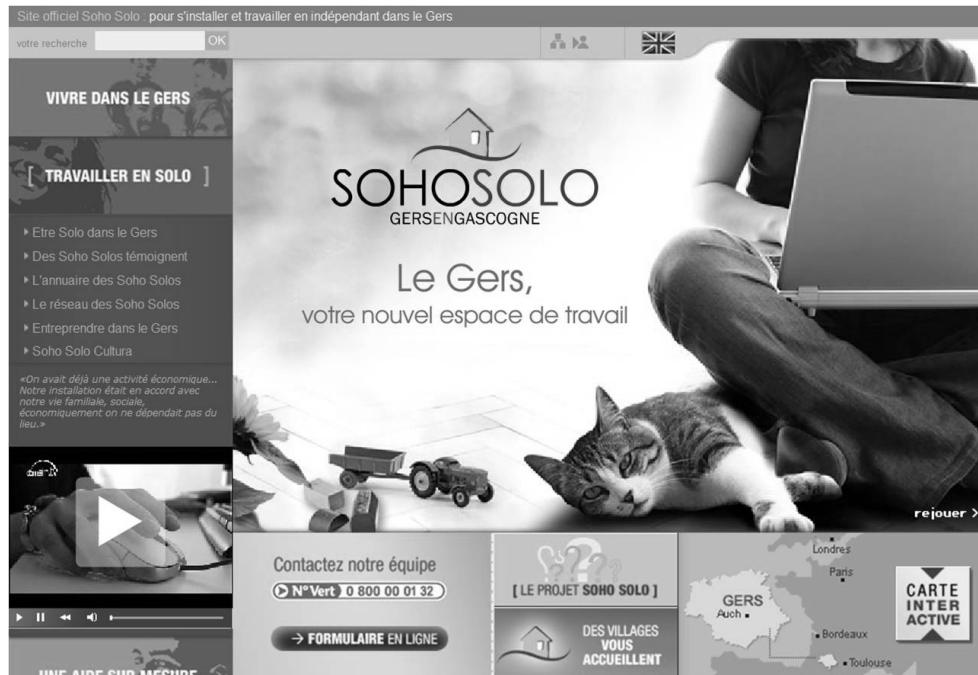 Site officiel Soho Solo : pour s'installer et travailler en indépendant dans le Gers
votre recherche
OK
VIVRE DANS LE GERS
[ TRAVAILLER EN SOLO ]
Etre Solo dans le Gers
Des Soho Solos témoignent
L'annuaire des Soho Solos
Le réseau des Soho Solos
Entreprendre dans le Gers
Soho Solo Cultura
«On avait déjà une activité économique...
Notre installation était en accord avec
notre vie familiale, sociale,
économiquement on ne dépendait pas du
lieu.»
UNE AIDE SUR MESURE
SOHOSOLO
GERSENGASCOGNE
Le Gers,
votre nouvel espace de travail
rejouer >
Contactez notre équipe
N° Vert 0 800 00 01 32
→ FORMULAIRE EN LIGNE
[ LE PROJET SOHO SOLO ]
DES VILLAGES
VOUS
ACCUEILLENT
Londres
Paris
GERS
Auch
Bordeaux
Toulouse
CARTE
INTER
ACTIVE